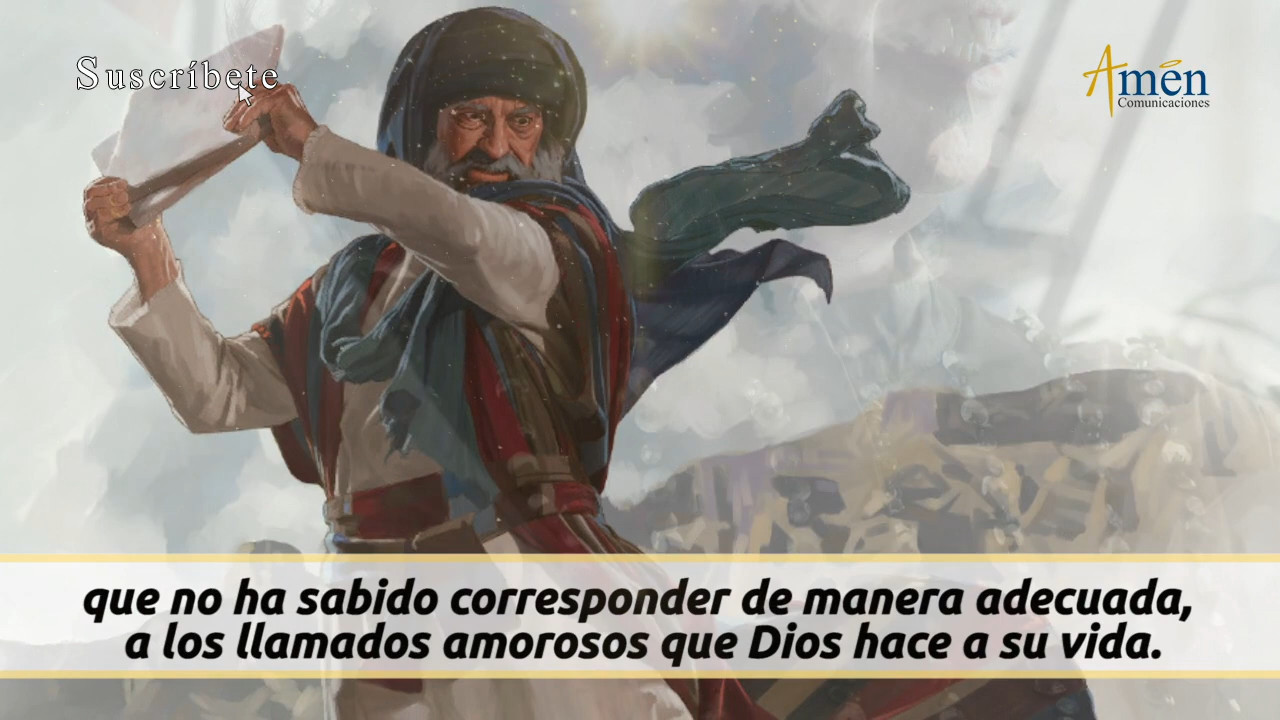 Suscríbete
Amén
Comunicaciones
que no ha sabido corresponder de manera adecuada,
a los llamados amorosos que Dios hace a su vida.